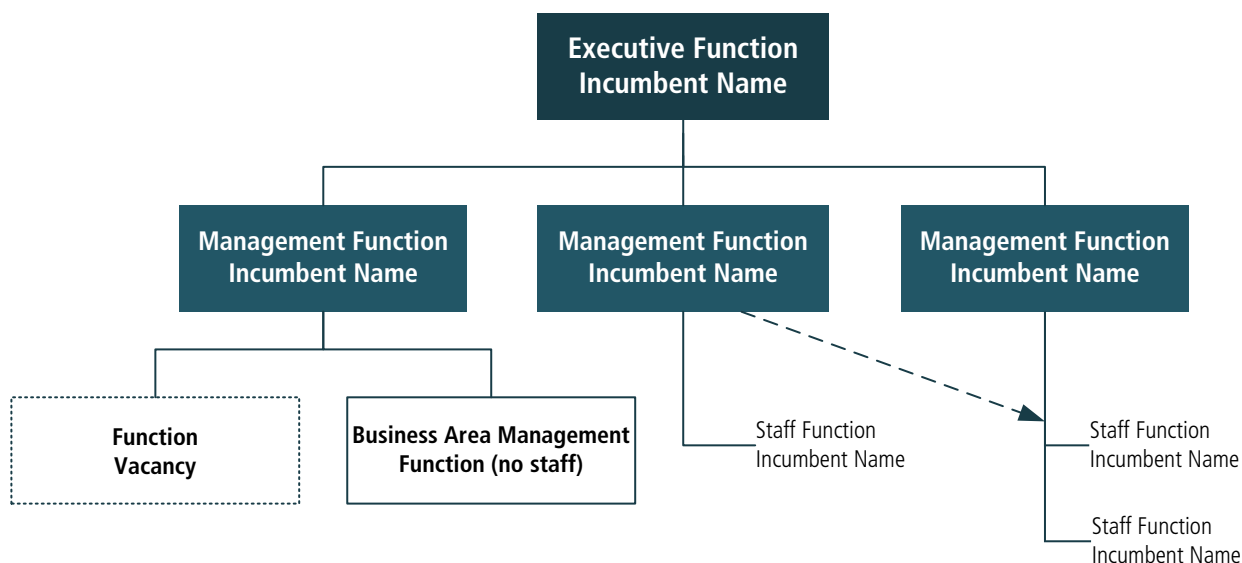 Executive Function
Incumbent Name
Management Function
Incumbent Name
Management Function
Incumbent Name
Management Function
Incumbent Name
Function
Vacancy
Business Area Management
Function (no staff)
Staff Function
Incumbent Name
Staff Function
Incumbent Name
Staff Function
Incumbent Name